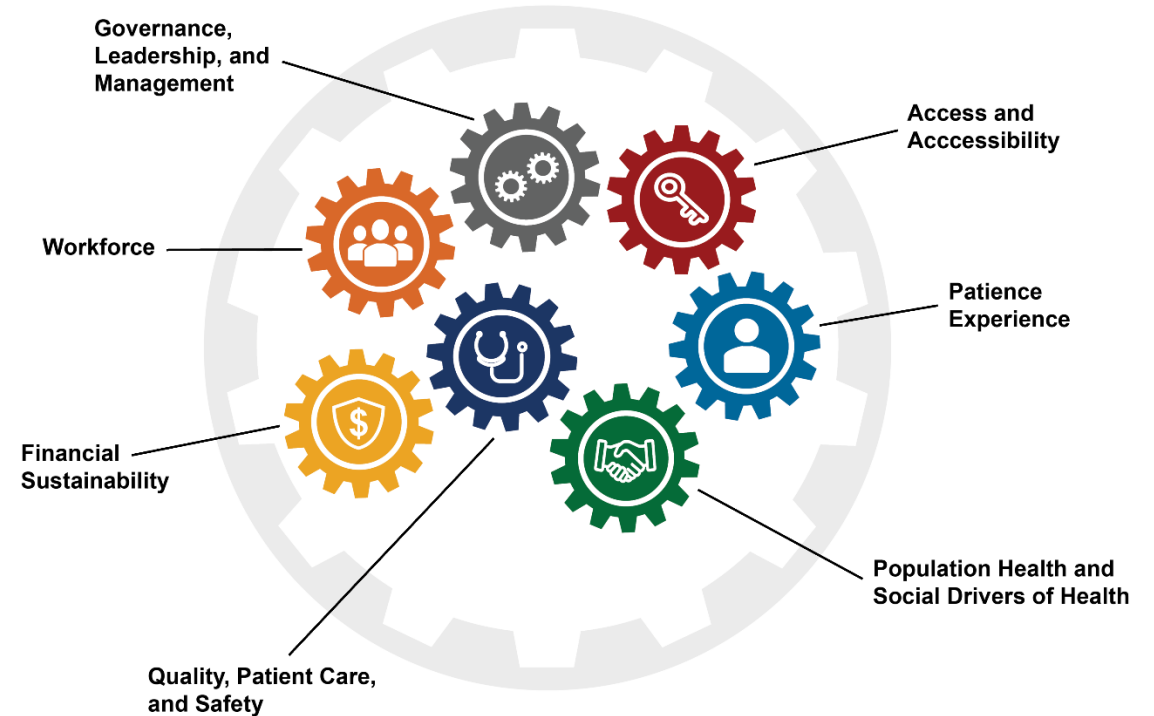 Governance,
Leadership, and
Management
Access and
Acccessibility
Workforce
Patience
Experience
Financial
Sustainability
$
Population Health and
Social Drivers of Health
Quality, Patient Care,
and Safety